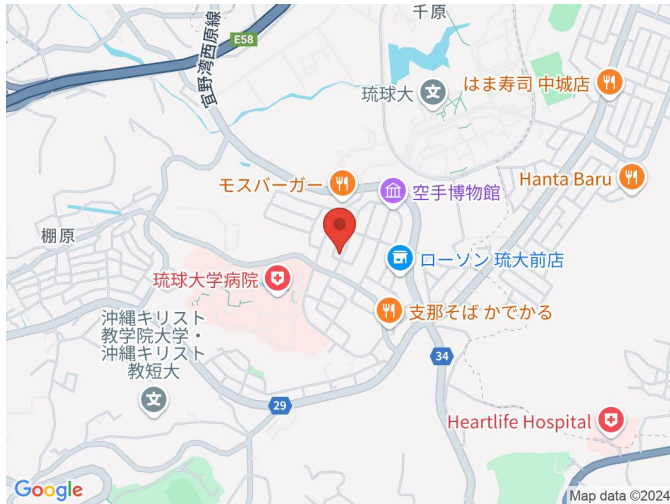 千原
E58
宜野湾西原線
琉球大
はま寿司 中城店
モスバーガー
空手博物館
Hanta Baru
棚原
琉球大学病院
ローソン 琉大前店
支那そば かでかる
沖縄キリスト
教学院大学・
沖縄キリスト
教短大
34
29
Heartlife Hospital
Google
Map data ©2024